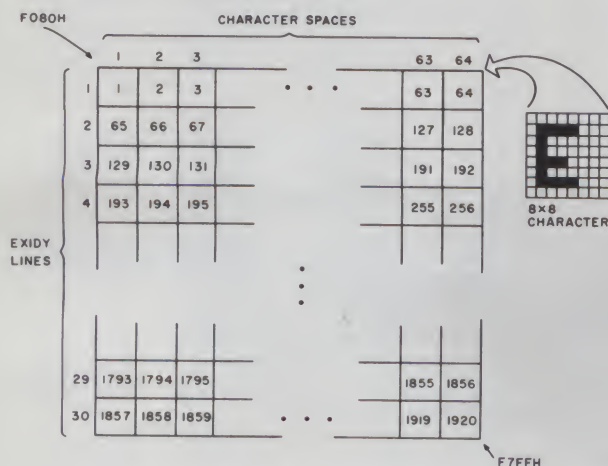 F080H
CHARACTER SPACES
1 2 3 63 64
1 1 2 3 • • • 63 64
2 65 66 67 127 128
3 129 130 131 191 192
4 193 194 195 255 256
8×8
CHARACTER
EXIDY
LINES
29 1793 1794 1795 1855 1856
30 1857 1858 1859 • • • 1919 1920
F7FFH